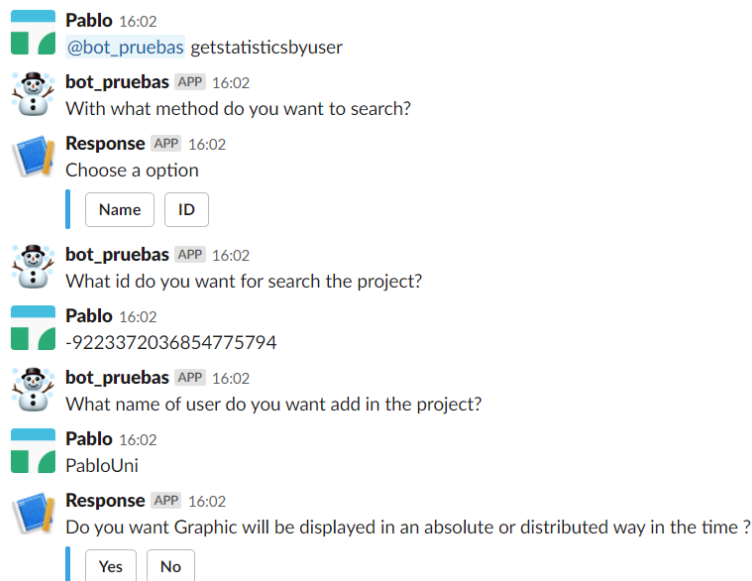 Pablo 16:02
@bot_pruebas getstatisticsbyuser
bot_pruebas APP 16:02
With what method do you want to search?
Response APP 16:02
Choose a option
Name ID
bot_pruebas APP 16:02
What id do you want for search the project?
Pablo 16:02
-9223372036854775794
bot_pruebas APP 16:02
What name of user do you want add in the project?
Pablo 16:02
PabloUni
Response APP 16:02
Do you want Graphic will be displayed in an absolute or distributed way in the time ?
Yes No